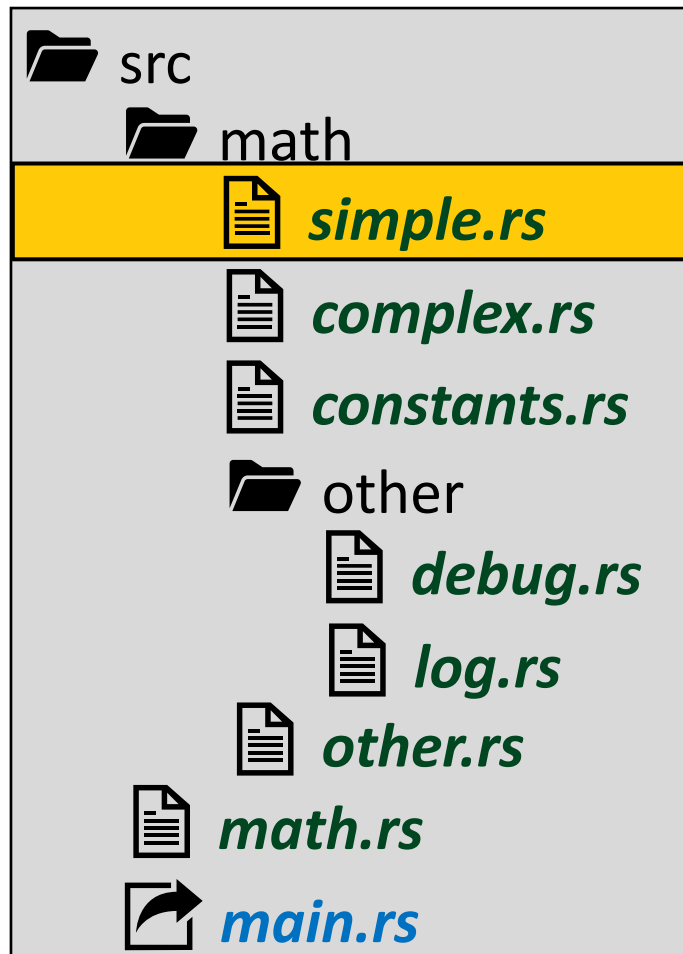 src
math
simple.rs
complex.rs
constants.rs
other
debug.rs
log.rs
other.rs
math.rs
main.rs